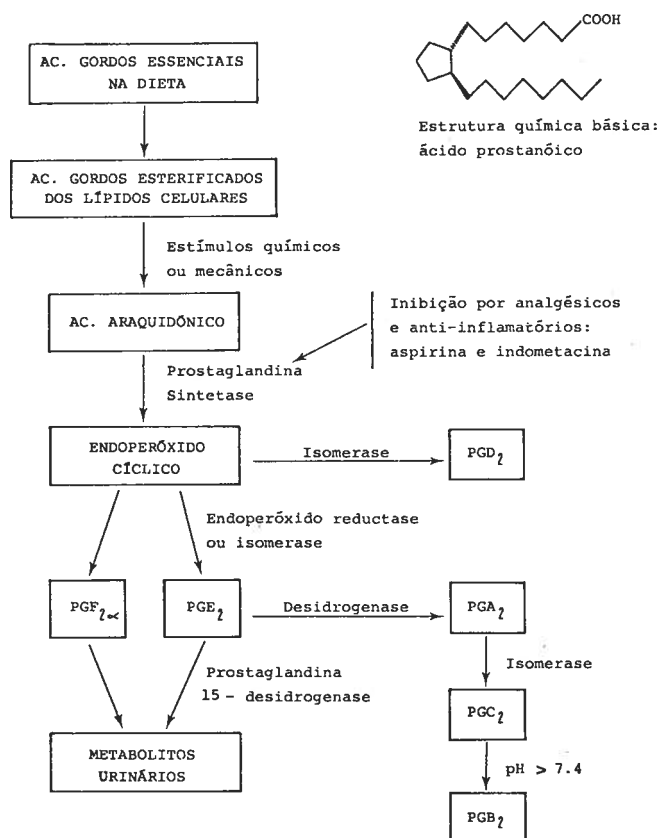 AC. GORDOS ESSENCIAIS
NA DIETA
COOH
Estrutura química básica:
ácido prostanóico
AC. GORDOS ESTERIFICADOS
DOS LÍPIDOS CELULARES
Estímulos químicos
ou mecânicos
AC. ARAQUIDÓNICO
Inibição por analgésicos
e anti-inflamatórios:
aspirina e indometacina
Prostaglandina
Sintetase
ENDOPERÓXIDO
CÍCLICO
Isomerase
PGD2
Endoperóxido reductase
ou isomerase
PGF2∝
PGE2
Desidrogenase
PGA2
Prostaglandina
15 - desidrogenase
Isomerase
PGC2
METABOLITOS
URINÁRIOS
pH > 7.4
PGB2